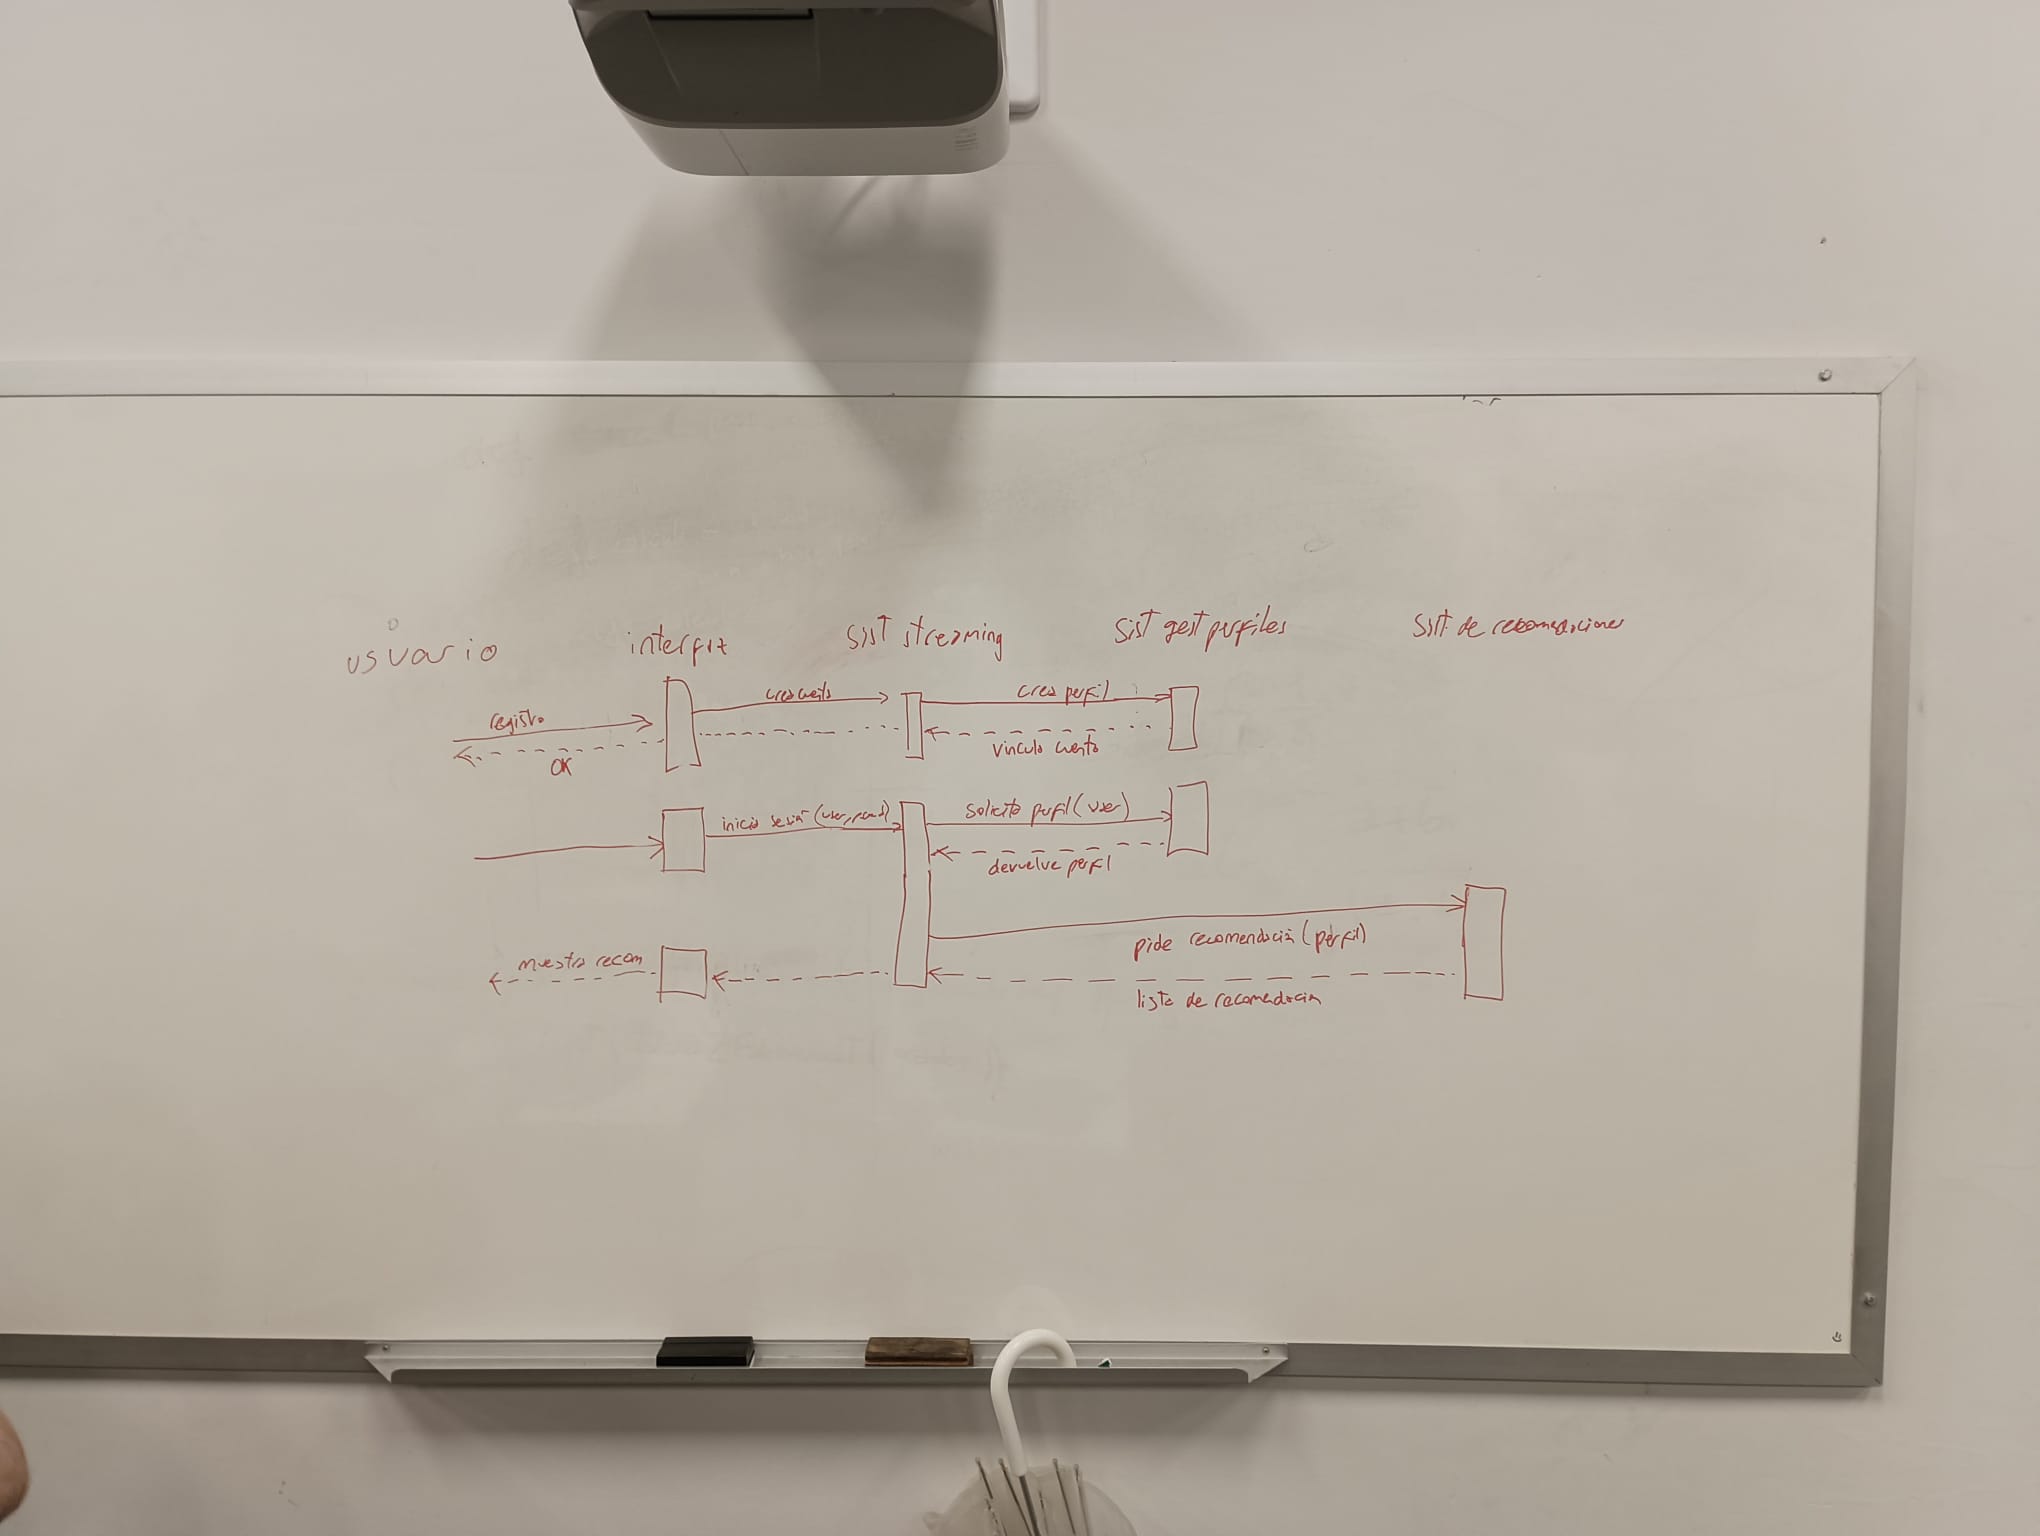 usuario
interfaz
Sist streaming
Sist gest perfiles
Sist de recomendaciones
registro
crea cuenta
crea perfil
OK
vincula cuenta
inicia sesión (user, passwd)
solicita perfil (user)
devuelve perfil
pide recomendación (perfil)
muestra recom
lista de recomendación